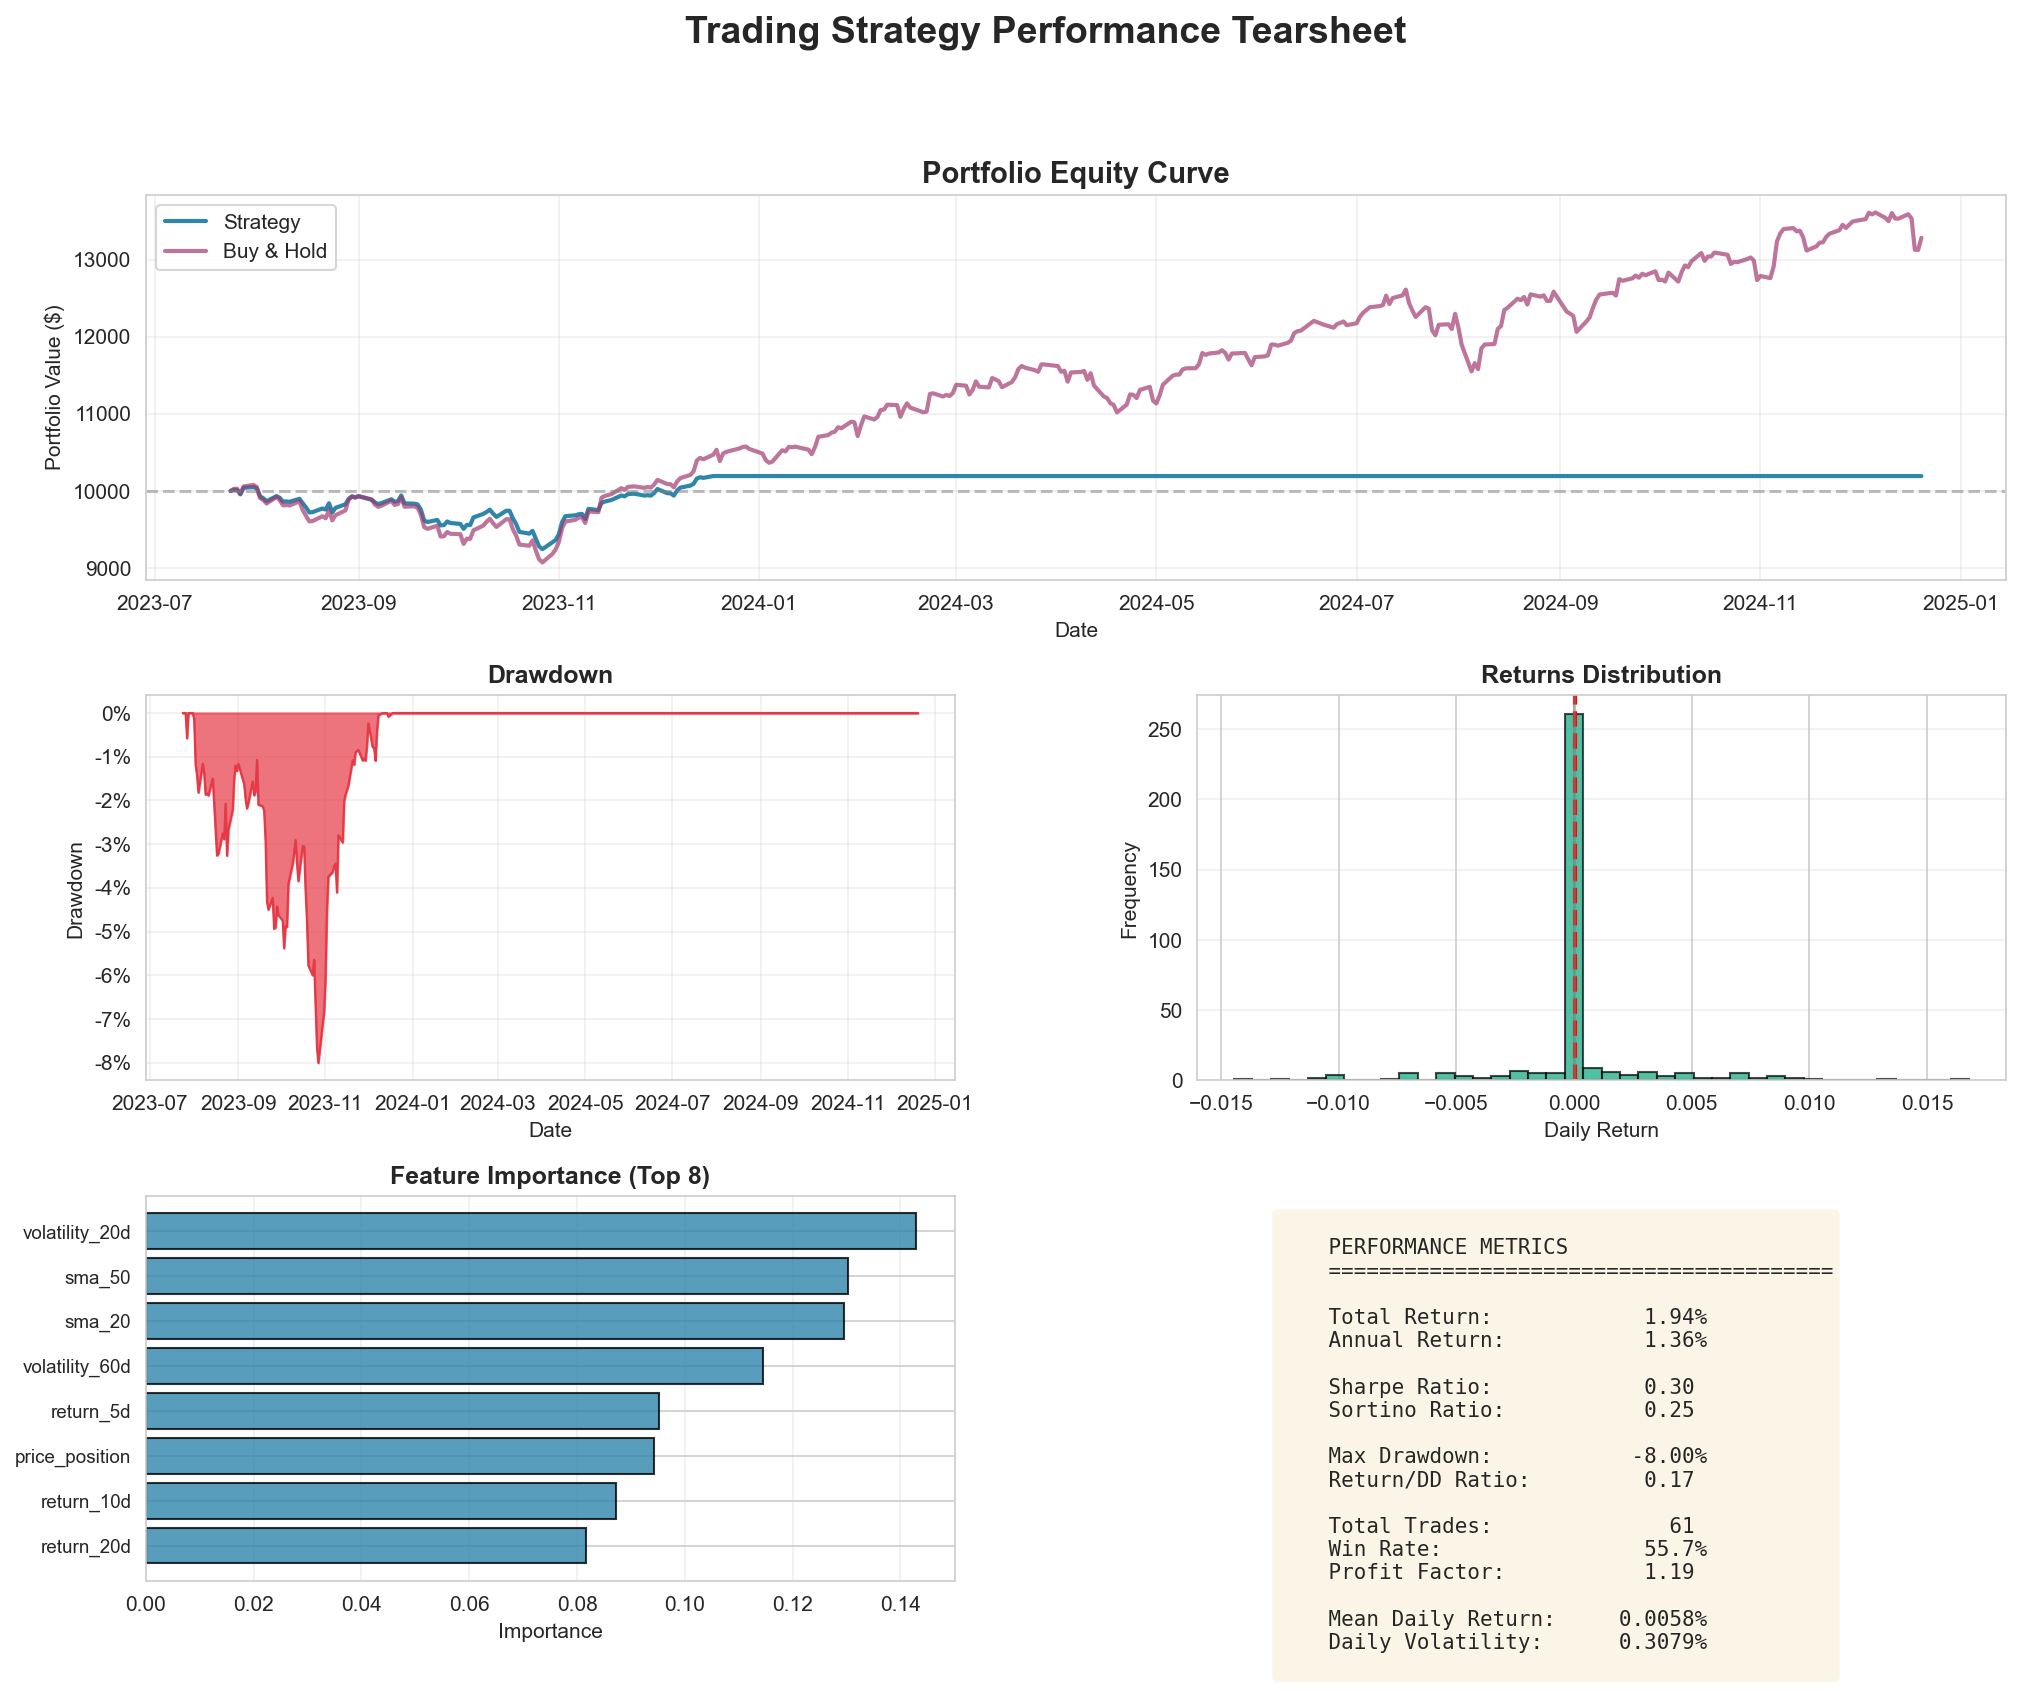 Trading Strategy Performance Tearsheet
Portfolio Equity Curve
Strategy
Buy & Hold
Portfolio Value ($)
13000
12000
11000
10000
9000
2023-07 2023-09 2023-11 2024-01 2024-03 2024-05 2024-07 2024-09 2024-11 2025-01
Date
Drawdown
Drawdown
0%
-1%
-2%
-3%
-4%
-5%
-6%
-7%
-8%
2023-07 2023-09 2023-11 2024-01 2024-03 2024-05 2024-07 2024-09 2024-11 2025-01
Date
Returns Distribution
Frequency
250
200
150
100
50
0
−0.015 −0.010 −0.005 0.000 0.005 0.010 0.015
Daily Return
Feature Importance (Top 8)
volatility_20d
sma_50
sma_20
volatility_60d
return_5d
price_position
return_10d
return_20d
0.00 0.02 0.04 0.06 0.08 0.10 0.12 0.14
Importance
PERFORMANCE METRICS
========================================
Total Return: 1.94%
Annual Return: 1.36%
Sharpe Ratio: 0.30
Sortino Ratio: 0.25
Max Drawdown: -8.00%
Return/DD Ratio: 0.17
Total Trades: 61
Win Rate: 55.7%
Profit Factor: 1.19
Mean Daily Return: 0.0058%
Daily Volatility: 0.3079%